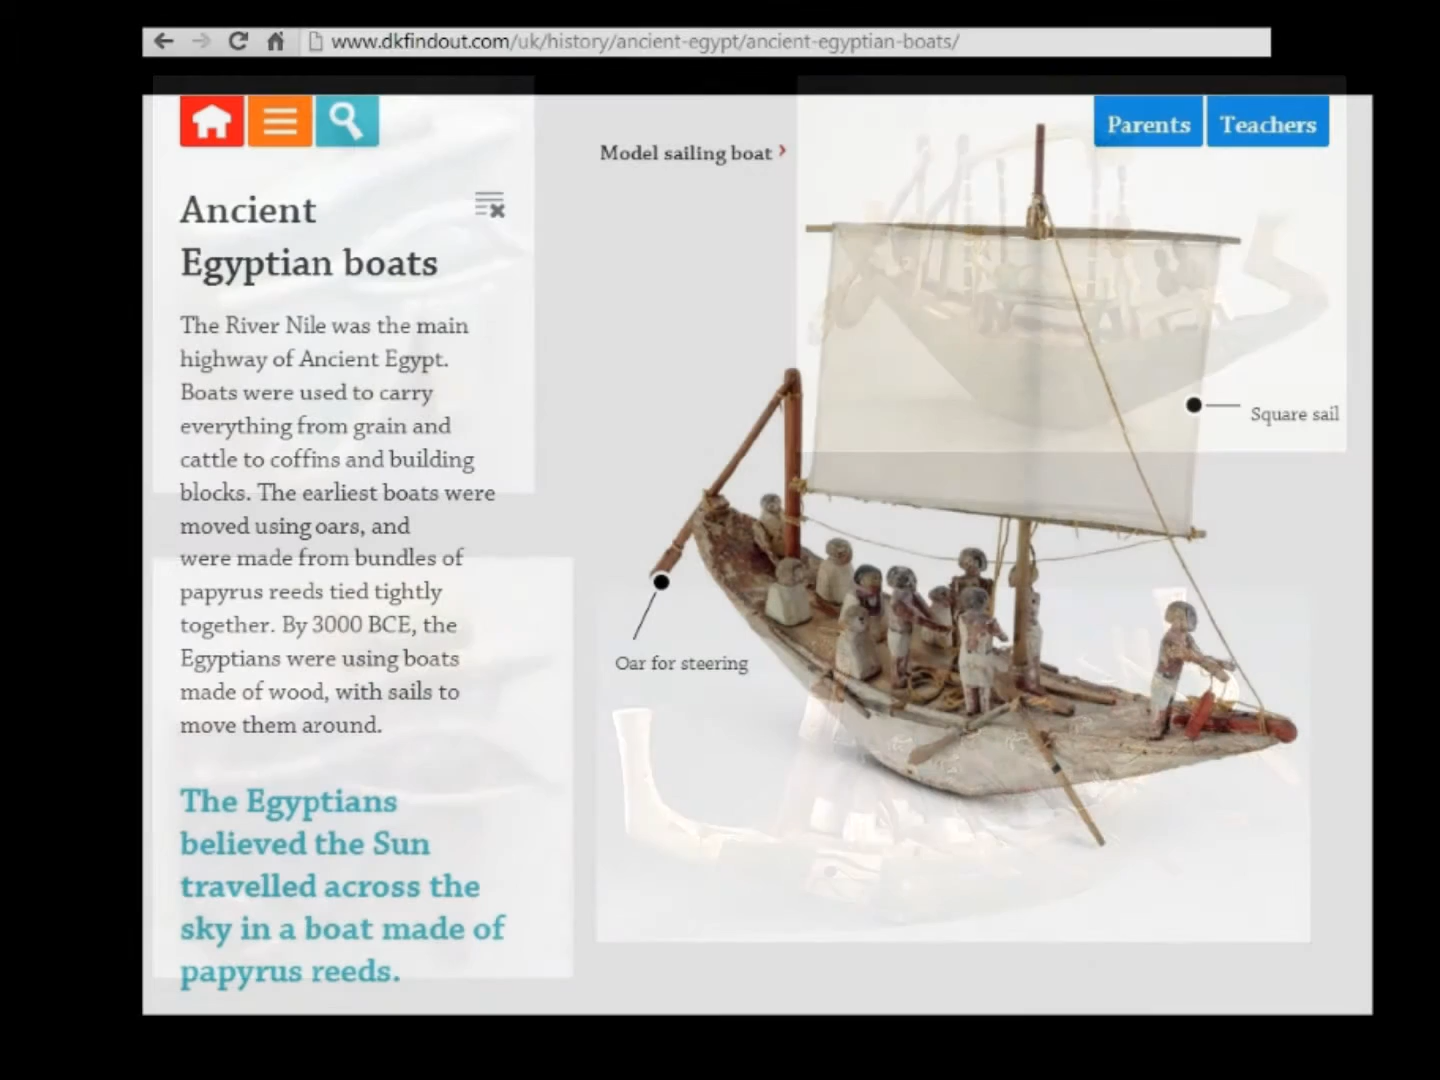 www.dkfindout.com/uk/history/ancient-egypt/ancient-egyptian-boats/
Parents
Teachers
Model sailing boat ›
Ancient
Egyptian boats
The River Nile was the main
highway of Ancient Egypt.
Boats were used to carry
everything from grain and
cattle to coffins and building
blocks. The earliest boats were
moved using oars, and
were made from bundles of
papyrus reeds tied tightly
together. By 3000 BCE, the
Egyptians were using boats
made of wood, with sails to
move them around.
The Egyptians
believed the Sun
travelled across the
sky in a boat made of
papyrus reeds.
Square sail
Oar for steering